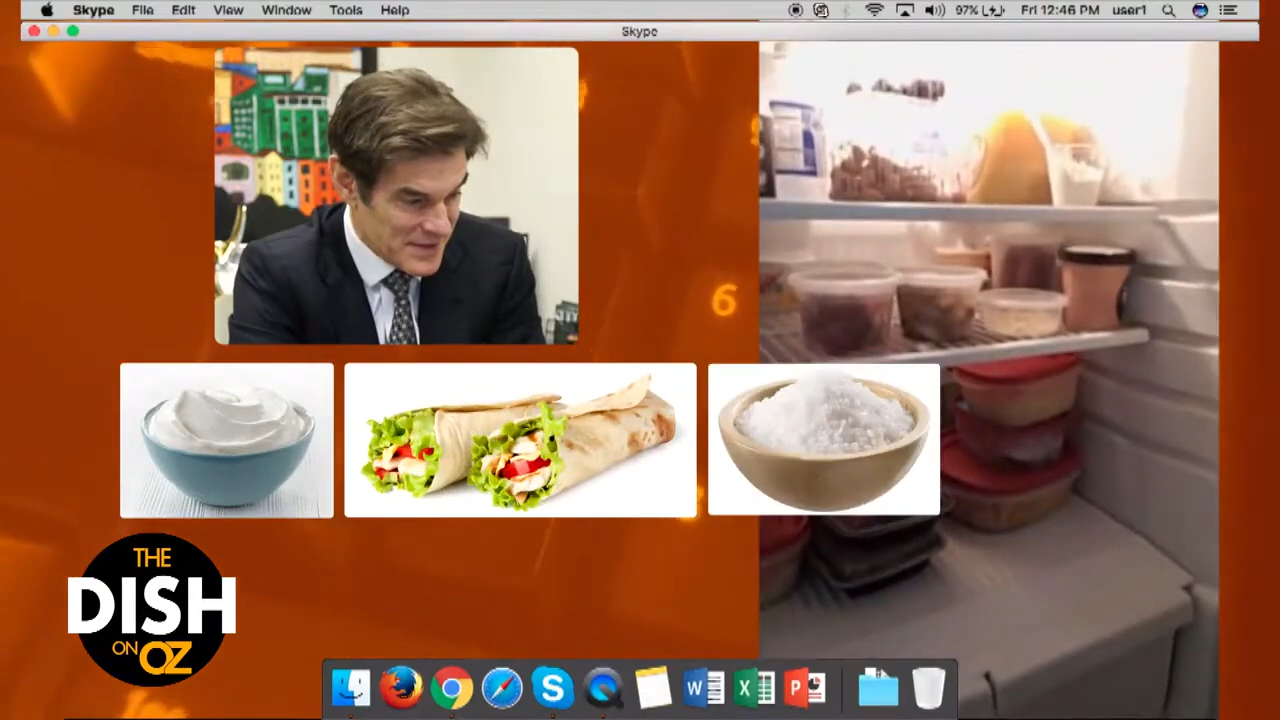 Skype File Edit View Window Tools Help 97% Fri 12:46 PM user1
Skype
6
THE
DISH
ON OZ
S W X P